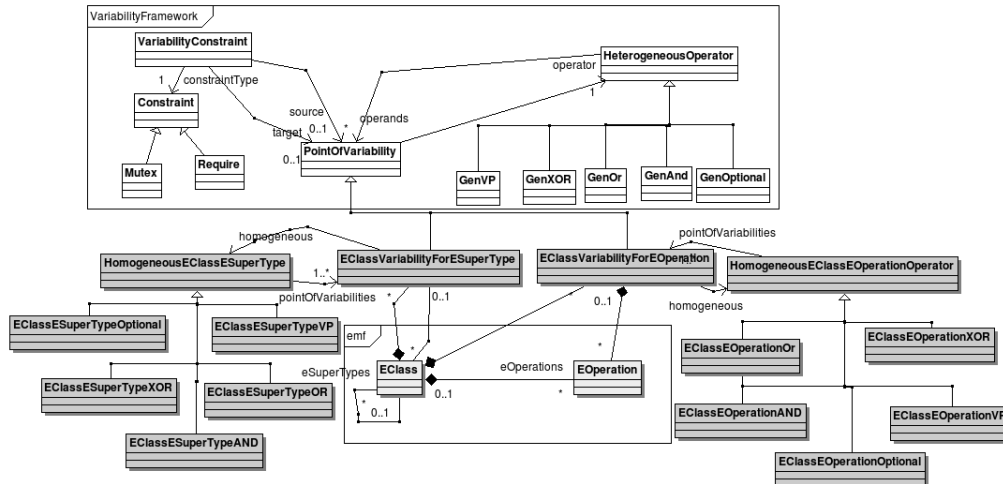 VariabilityFramework
VariabilityConstraint
HeterogeneousOperator
operator
1
constraintType
1
Constraint
source
0..1
*
operands
target
0..1
PointOfVariability
Mutex
Require
GenVP
GenXOR
GenOr
GenAnd
GenOptional
homogeneous
pointOfVariabilities
HomogeneousEClassESuperType
EClassVariabilityForESuperType
EClassVariabilityForEOperation
HomogeneousEClassEOperationOperator
1..*
pointOfVariabilities
*
0..1
*
0..1
homogeneous
EClassESuperTypeOptional
EClassESuperTypeVP
emf
EClassEOperationOr
EClassEOperationXOR
*
*
eSuperTypes
EClass
eOperations
EOperation
EClassESuperTypeXOR
EClassESuperTypeOR
0..1
*
*
0..1
EClassEOperationAND
EClassEOperationVP
EClassESuperTypeAND
EClassEOperationOptional